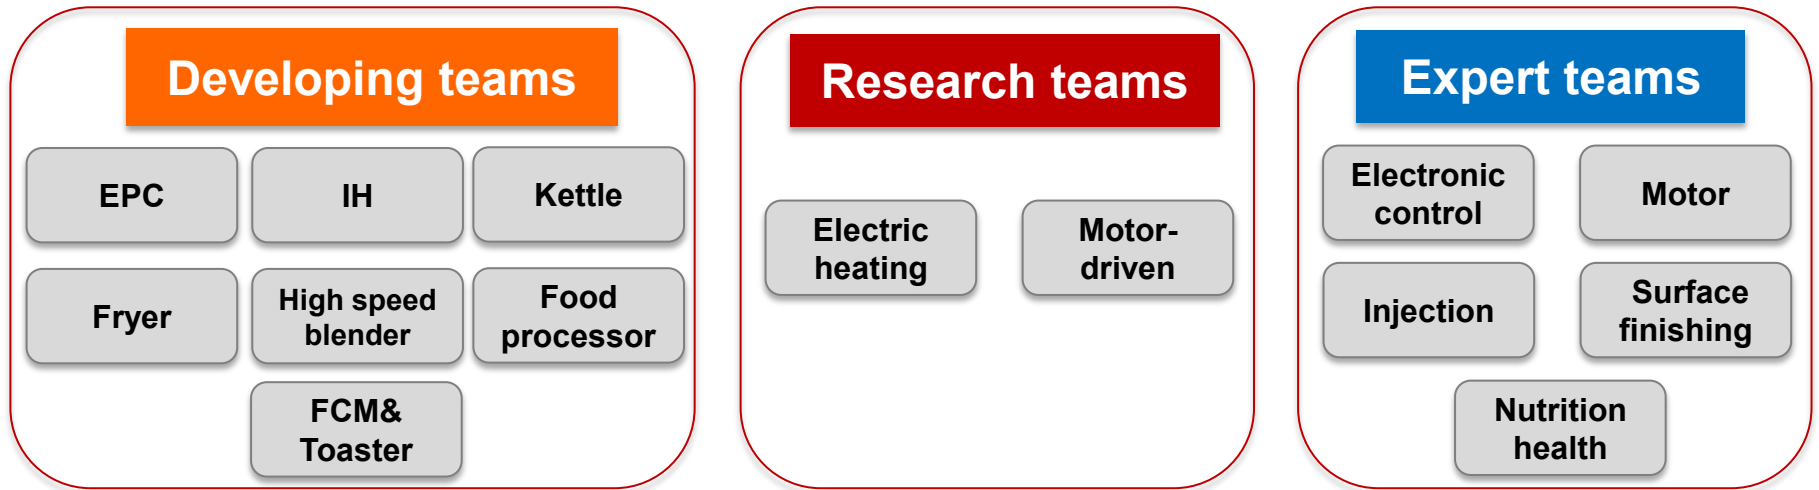 Developing teams
EPC
IH
Kettle
Fryer
High speed
blender
Food
processor
FCM&
Toaster
Research teams
Electric
heating
Motor-
driven
Expert teams
Electronic
control
Motor
Injection
Surface
finishing
Nutrition
health